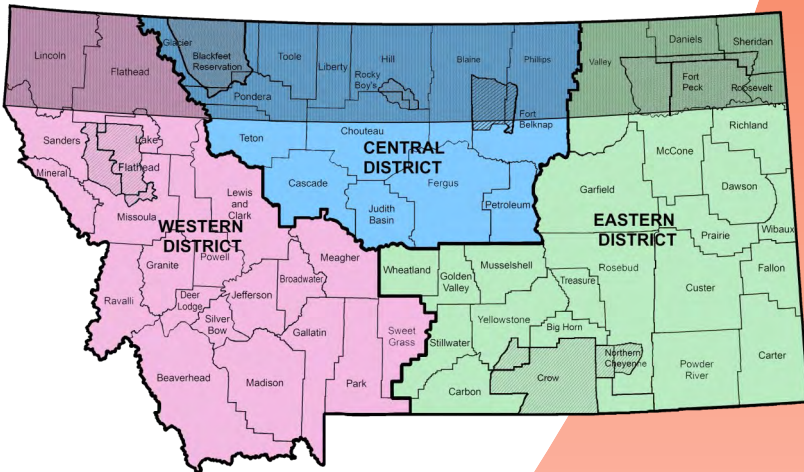 Lincoln
Flathead
Glacier
Blackfeet
Reservation
Toole
Liberty
Hill
Rocky
Boy's
Blaine
Phillips
Valley
Daniels
Sheridan
Fort
Peck
Roosevelt
Pondera
Fort
Belknap
Sanders
Lake
Flathead
Mineral
Missoula
Teton
Chouteau
CENTRAL
DISTRICT
Cascade
Judith
Basin
Fergus
Petroleum
Richland
McCone
Garfield
Dawson
EASTERN
DISTRICT
Prairie
Wibaux
Lewis
and
Clark
WESTERN
DISTRICT
Powell
Granite
Ravalli
Deer
Lodge
Silver
Bow
Jefferson
Broadwater
Meagher
Gallatin
Beaverhead
Madison
Park
Sweet
Grass
Wheatland
Golden
Valley
Musselshell
Treasure
Rosebud
Custer
Fallon
Stillwater
Yellowstone
Big Horn
Carbon
Crow
Northern
Cheyenne
Powder
River
Carter